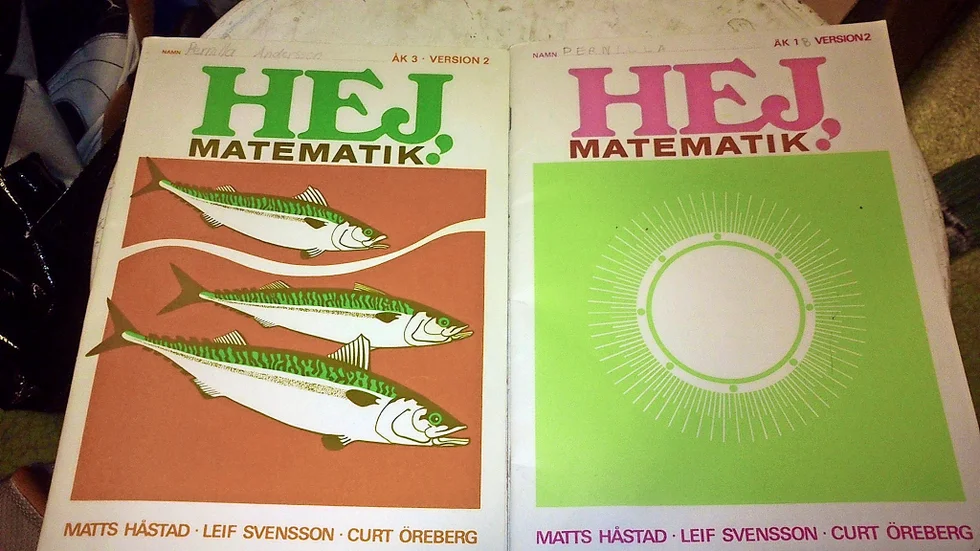 NAMN Pernilla Andersson
ÅK 3 · VERSION 2
HEJ,
MATEMATIK!
MATTS HÅSTAD · LEIF SVENSSON · CURT ÖREBERG
NAMN PERNILLA
ÅK 1 B VERSION 2
HEJ,
MATEMATIK!
MATTS HÅSTAD · LEIF SVENSSON · CURT ÖREBERG